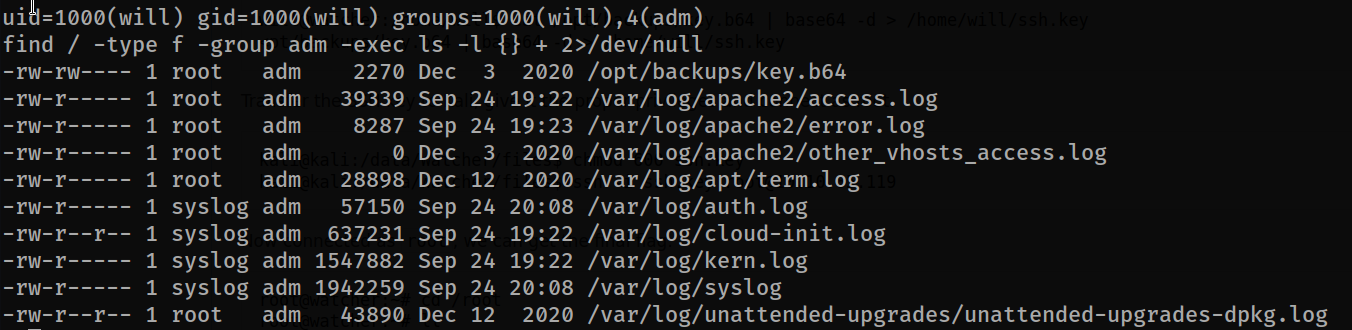 uid=1000(will) gid=1000(will) groups=1000(will),4(adm)
find / -type f -group adm -exec ls -l {} + 2>/dev/null
-rw-rw---- 1 root   adm    2270 Dec  3  2020 /opt/backups/key.b64
-rw-r----- 1 root   adm   39339 Sep 24 19:22 /var/log/apache2/access.log
-rw-r----- 1 root   adm    8287 Sep 24 19:23 /var/log/apache2/error.log
-rw-r----- 1 root   adm       0 Dec  3  2020 /var/log/apache2/other_vhosts_access.log
-rw-r----- 1 root   adm   28898 Dec 12  2020 /var/log/apt/term.log
-rw-r----- 1 syslog adm   57150 Sep 24 20:08 /var/log/auth.log
-rw-r--r-- 1 syslog adm  637231 Sep 24 19:22 /var/log/cloud-init.log
-rw-r----- 1 syslog adm 1547882 Sep 24 19:22 /var/log/kern.log
-rw-r----- 1 syslog adm 1942259 Sep 24 20:08 /var/log/syslog
-rw-r--r-- 1 root   adm   43890 Dec 12  2020 /var/log/unattended-upgrades/unattended-upgrades-dpkg.log